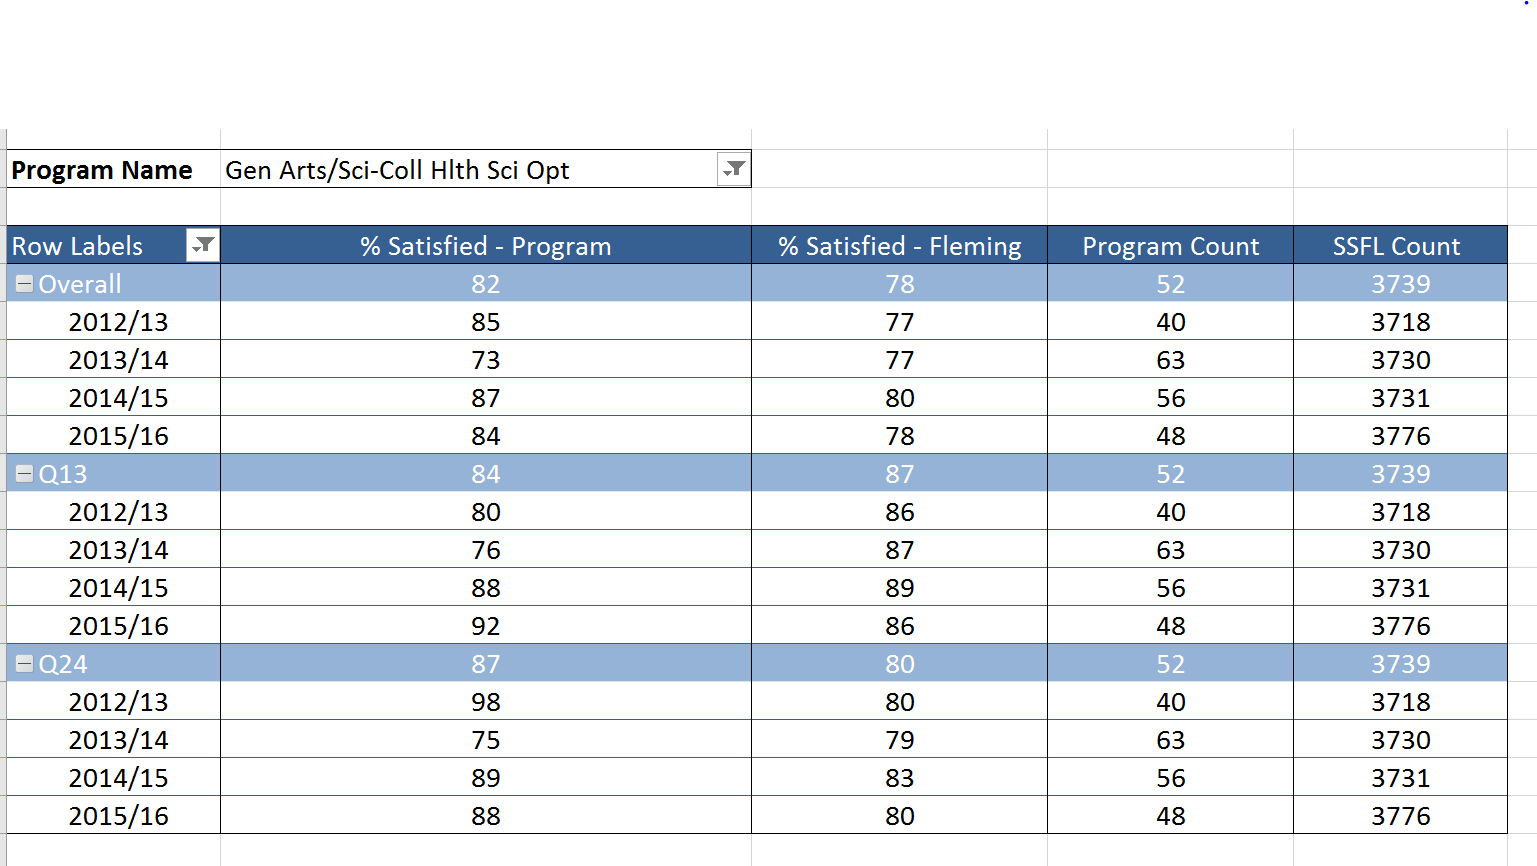 Program Name Gen Arts/Sci-Coll Hlth Sci Opt
Row Labels % Satisfied - Program % Satisfied - Fleming Program Count SSFL Count
Overall 82 78 52 3739
2012/13 85 77 40 3718
2013/14 73 77 63 3730
2014/15 87 80 56 3731
2015/16 84 78 48 3776
Q13 84 87 52 3739
2012/13 80 86 40 3718
2013/14 76 87 63 3730
2014/15 88 89 56 3731
2015/16 92 86 48 3776
Q24 87 80 52 3739
2012/13 98 80 40 3718
2013/14 75 79 63 3730
2014/15 89 83 56 3731
2015/16 88 80 48 3776